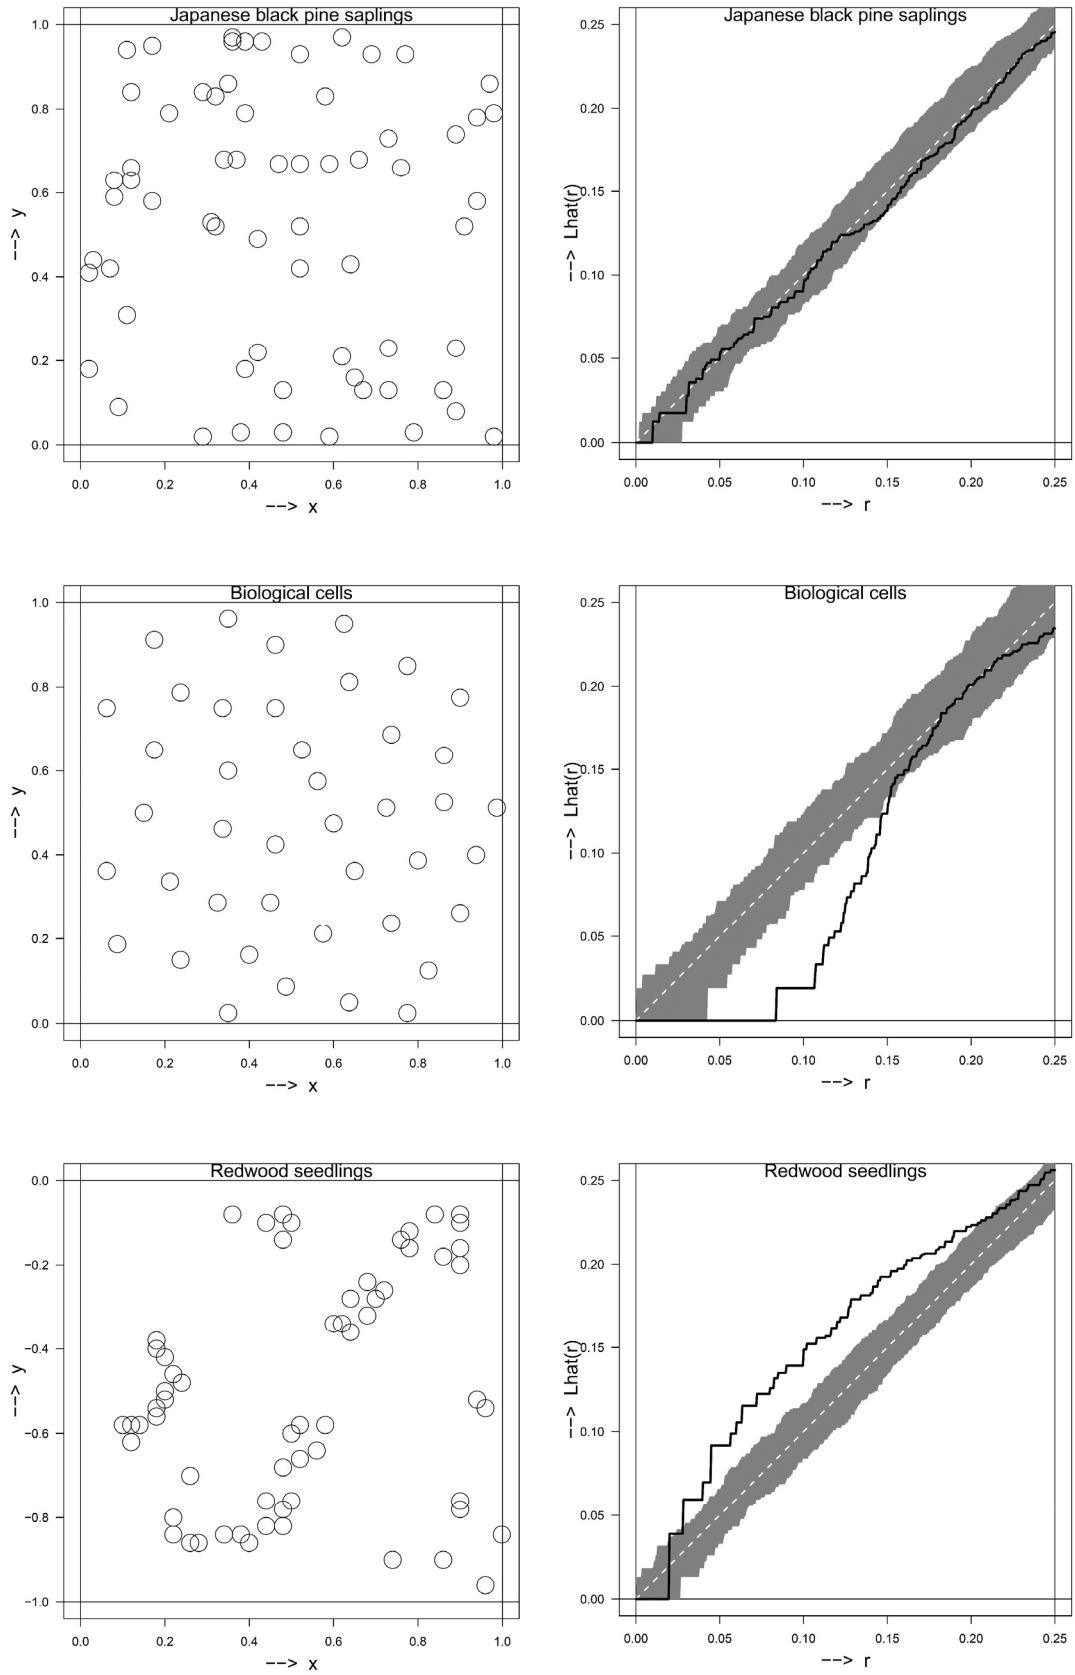 Japanese black pine saplings
1.0
0.8
0.6
0.4
0.2
0.0
--> y
0.0 0.2 0.4 0.6 0.8 1.0
--> x
Japanese black pine saplings
0.25
0.20
0.15
0.10
0.05
0.00
--> Lhat(r)
0.00 0.05 0.10 0.15 0.20 0.25
--> r
Biological cells
1.0
0.8
0.6
0.4
0.2
0.0
--> y
0.0 0.2 0.4 0.6 0.8 1.0
--> x
Biological cells
0.25
0.20
0.15
0.10
0.05
0.00
--> Lhat(r)
0.00 0.05 0.10 0.15 0.20 0.25
--> r
Redwood seedlings
0.0
−0.2
−0.4
−0.6
−0.8
−1.0
--> y
0.0 0.2 0.4 0.6 0.8 1.0
--> x
Redwood seedlings
0.25
0.20
0.15
0.10
0.05
0.00
--> Lhat(r)
0.00 0.05 0.10 0.15 0.20 0.25
--> r